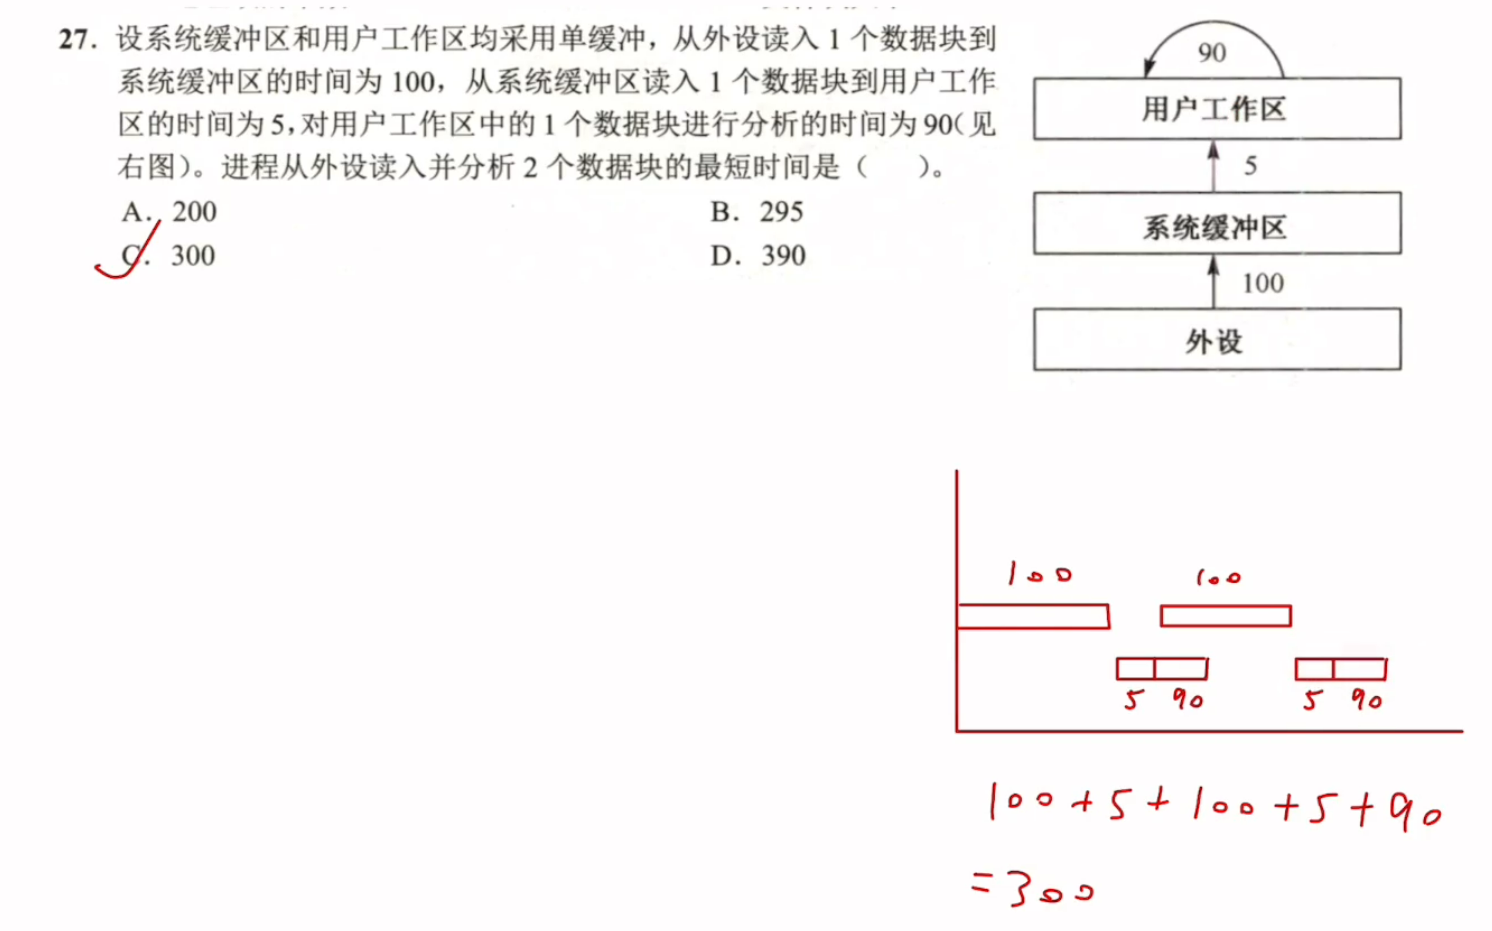 27. 设系统缓冲区和用户工作区均采用单缓冲，从外设读入 1 个数据块到
系统缓冲区的时间为 100，从系统缓冲区读入 1 个数据块到用户工作
区的时间为 5，对用户工作区中的 1 个数据块进行分析的时间为 90（见
右图）。进程从外设读入并分析 2 个数据块的最短时间是（ ）。
A. 200 B. 295
C. 300 D. 390
90
用户工作区
5
系统缓冲区
100
外设
100 100
5 90 5 90
100+5+100+5+90
=300